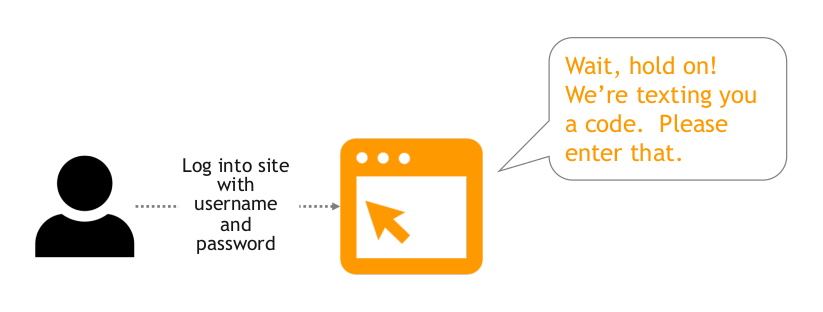 Wait, hold on!
We're texting you
a code.  Please
enter that.
Log into site
with
username
and
password